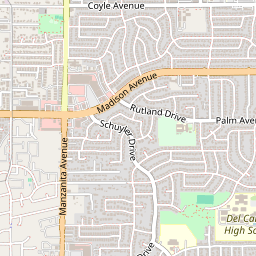 Coyle Avenue
Madison Avenue
Rutland Drive
Palm Ave
Schuyler Drive
Manzanita Avenue
Del Ca
High Sc
Drive